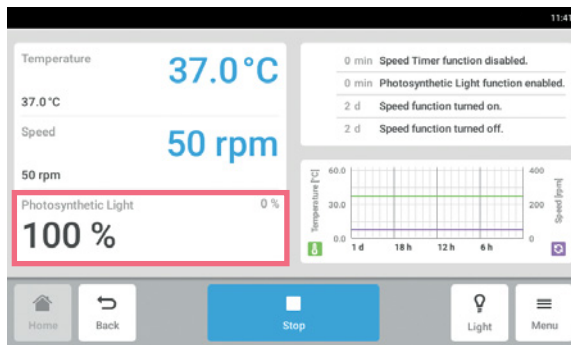 11:41
Temperature
37.0°C
37.0°C
Speed
50 rpm
50 rpm
Photosynthetic Light 0 %
100 %
0 min Speed Timer function disabled.
0 min Photosynthetic Light function enabled.
2 d Speed function turned on.
2 d Speed function turned off.
Temperature [°C]
60.0
30.0
0.0
400
200
0
Speed [rpm]
1 d 18 h 12 h 6 h
Home
Back
Stop
Light
Menu